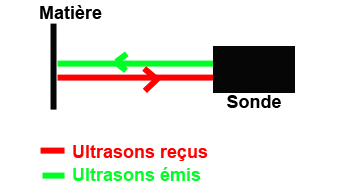 Matière
Sonde
Ultrasons reçus
Ultrasons émis